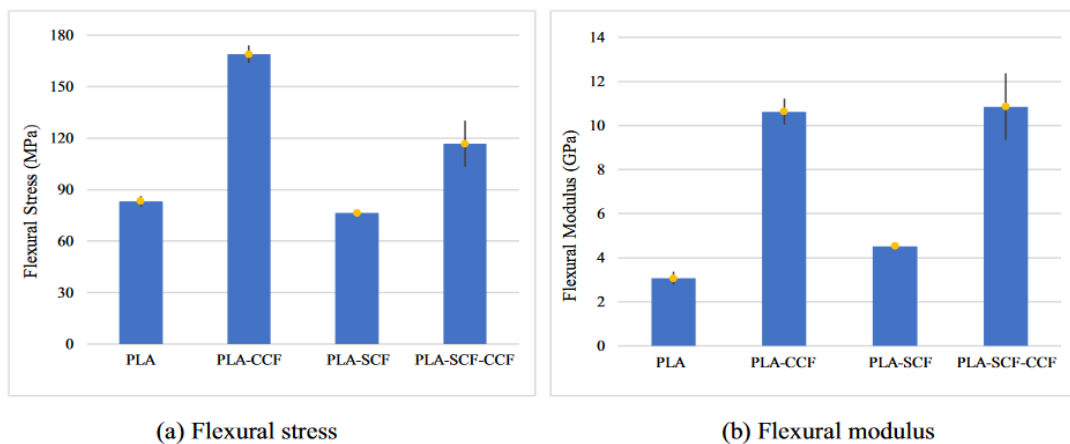 180
150
120
90
60
30
0
Flexural Stress (MPa)
PLA PLA-CCF PLA-SCF PLA-SCF-CCF
(a) Flexural stress
14
12
10
8
6
4
2
0
Flexural Modulus (GPa)
PLA PLA-CCF PLA-SCF PLA-SCF-CCF
(b) Flexural modulus